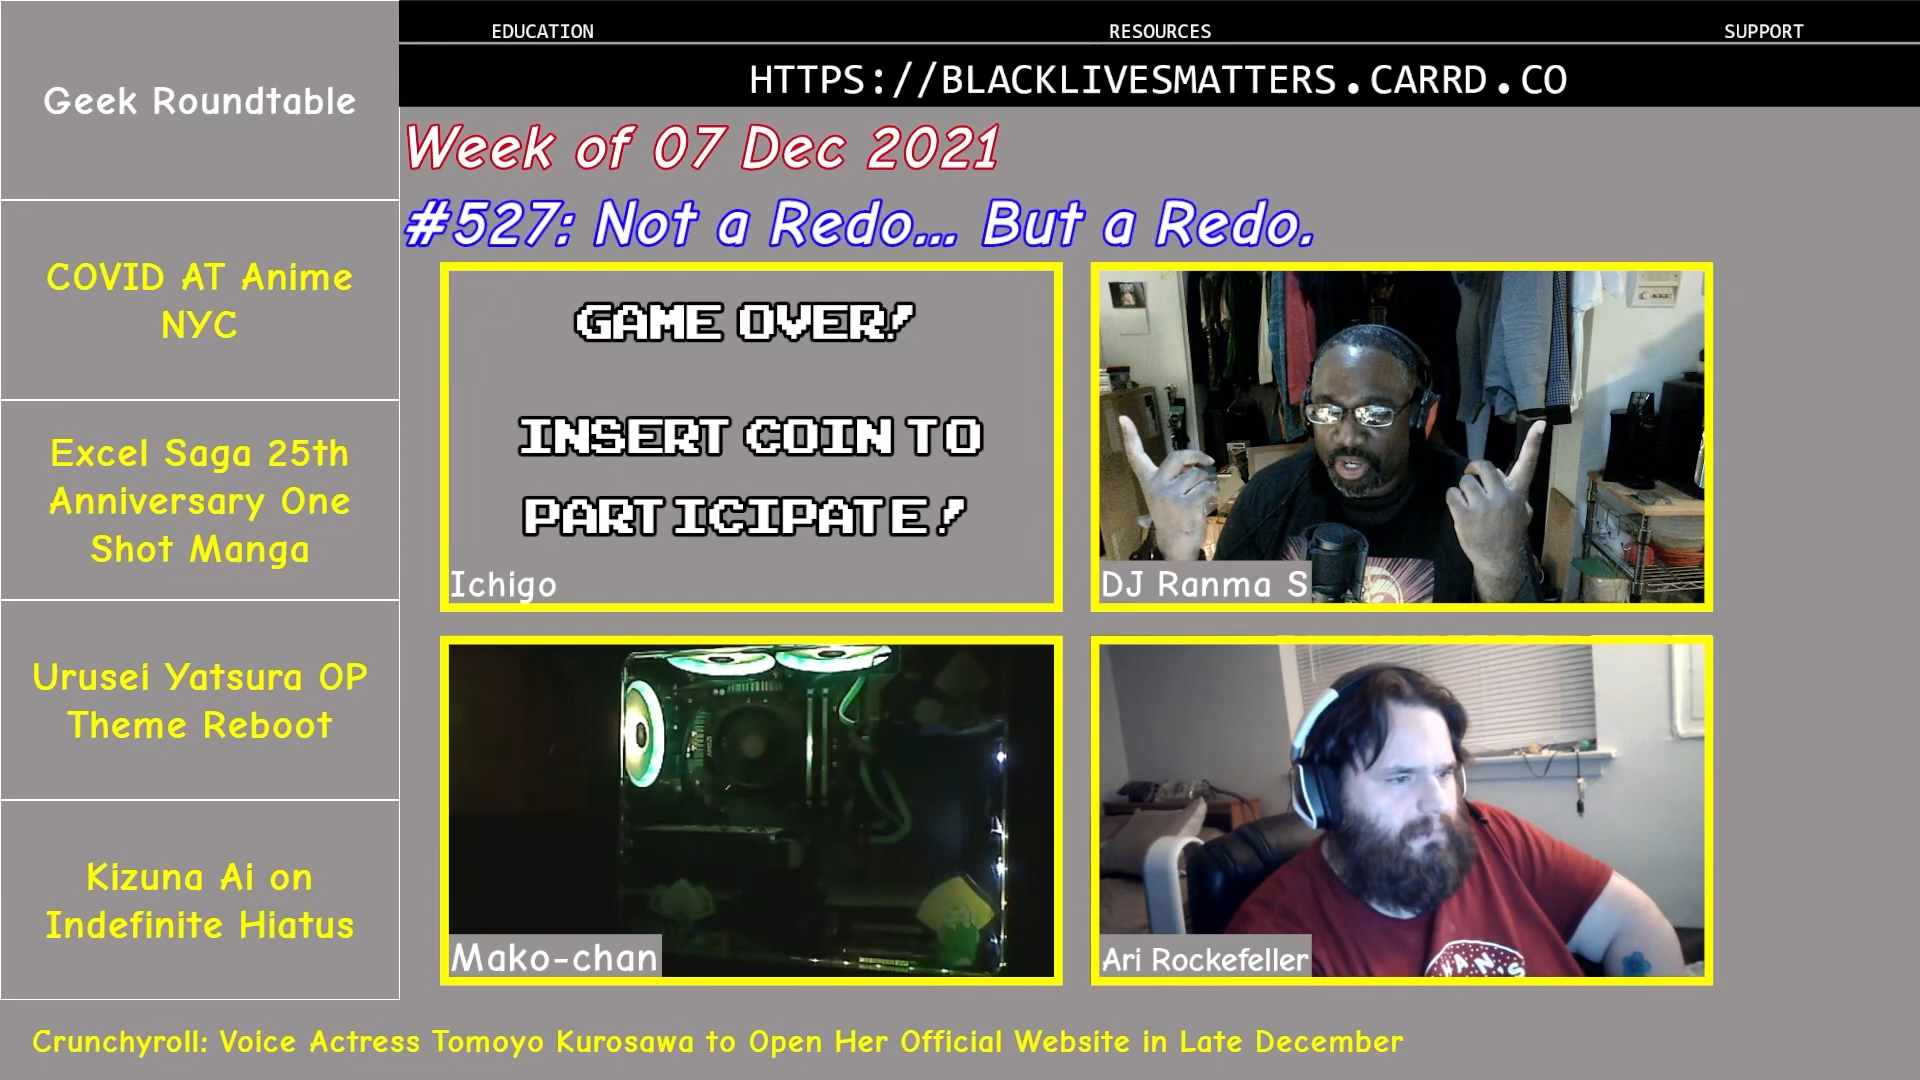 EDUCATION
RESOURCES
SUPPORT
HTTPS://BLACKLIVESMATTERS.CARRD.CO
Geek Roundtable
COVID AT Anime
NYC
Excel Saga 25th
Anniversary One
Shot Manga
Urusei Yatsura OP
Theme Reboot
Kizuna Ai on
Indefinite Hiatus
Week of 07 Dec 2021
#527: Not a Redo... But a Redo.
GAME OVER!
INSERT COIN TO
PARTICIPATE!
Ichigo
DJ Ranma S
Mako-chan
Ari Rockefeller
Crunchyroll: Voice Actress Tomoyo Kurosawa to Open Her Official Website in Late December